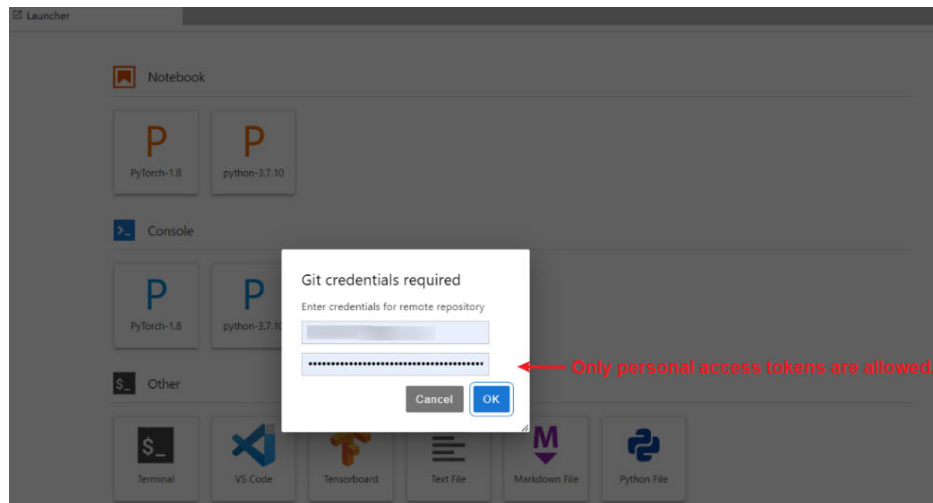 Launcher
Notebook
P
PyTorch-1.8
P
python-3.7.10
Console
P
PyTorch-1.8
P
python-3.7.10
Git credentials required
Enter credentials for remote repository
Only personal access tokens are allowed
Cancel
OK
$_ Other
$_
Terminal
VS Code
Tensorboard
Text File
M
Markdown File
Python File